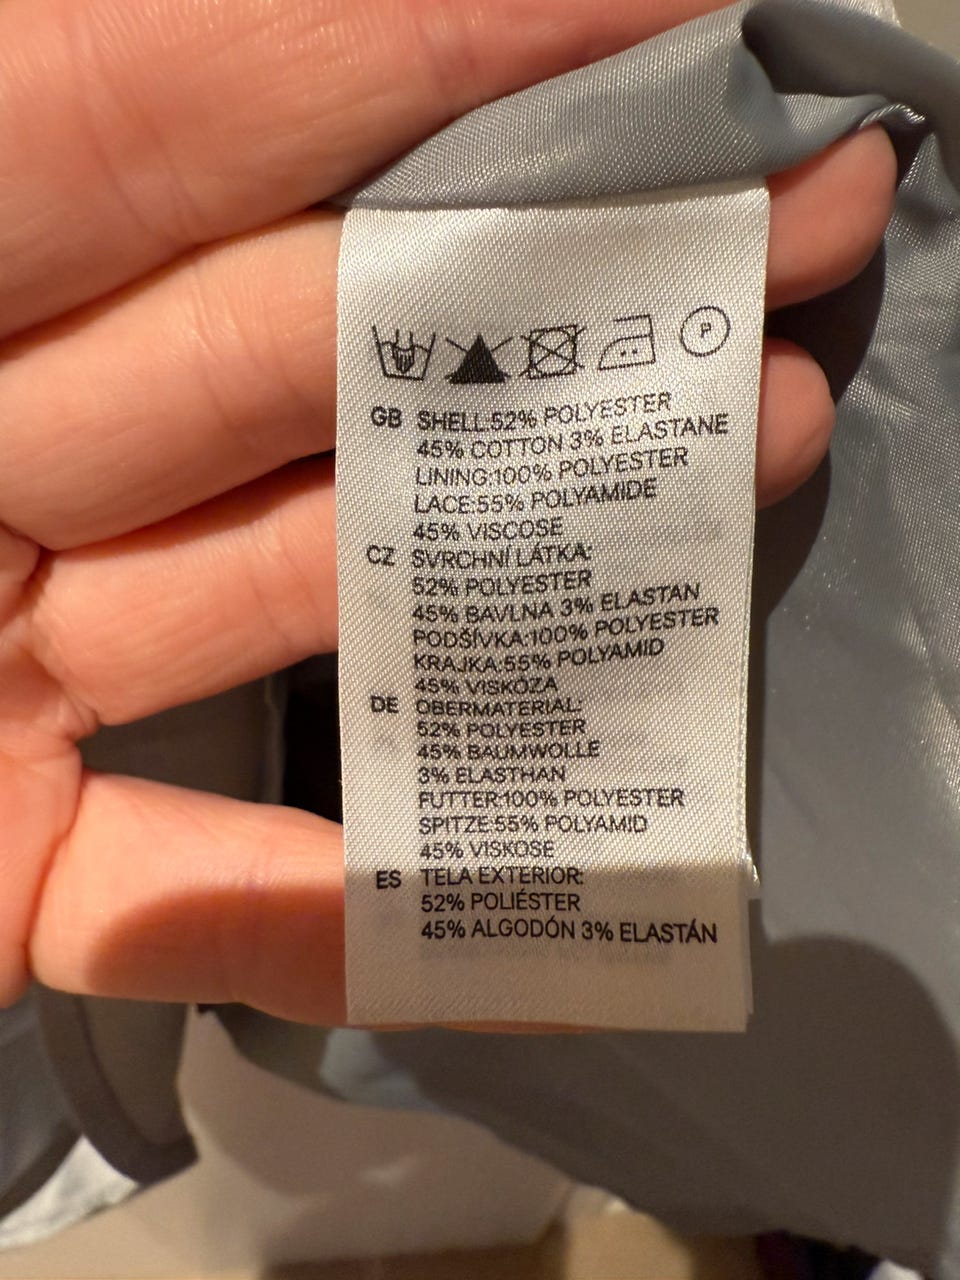 P
GB SHELL:52% POLYESTER
45% COTTON 3% ELASTANE
LINING:100% POLYESTER
LACE:55% POLYAMIDE
45% VISCOSE
CZ SVRCHNÍ LÁTKA:
52% POLYESTER
45% BAVLNA 3% ELASTAN
PODŠÍVKA:100% POLYESTER
KRAJKA:55% POLYAMID
45% VISKÓZA
DE OBERMATERIAL:
52% POLYESTER
45% BAUMWOLLE
3% ELASTHAN
FUTTER:100% POLYESTER
SPITZE:55% POLYAMID
45% VISKOSE
ES TELA EXTERIOR:
52% POLIÉSTER
45% ALGODÓN 3% ELASTÁN